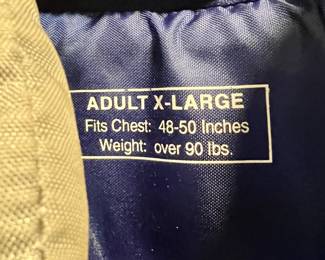 ADULT X-LARGE
Fits Chest: 48-50 Inches
Weight: over 90 lbs.